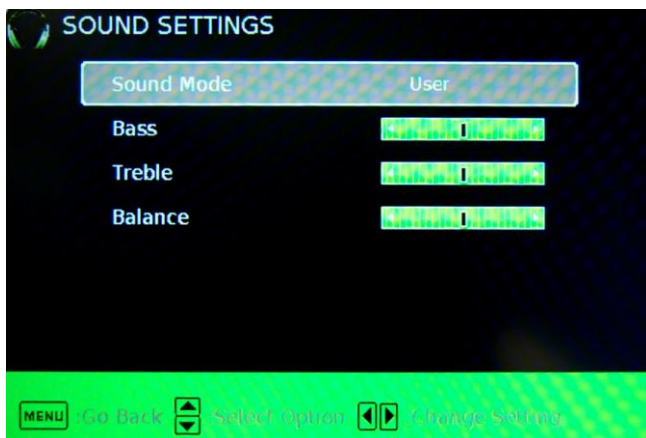 SOUND SETTINGS
Sound Mode User
Bass
Treble
Balance
MENU :Go Back :Select Option :Change Setting